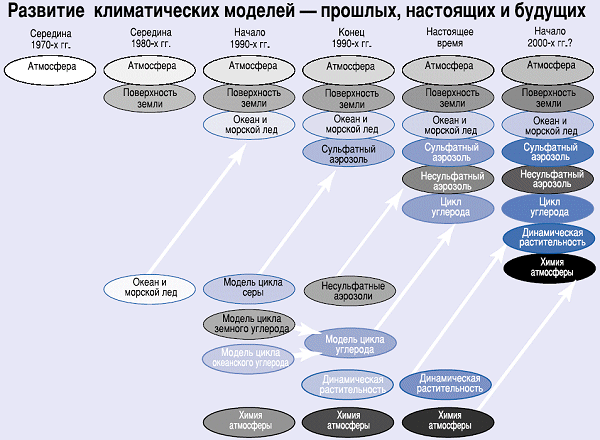 Развитие климатических моделей — прошлых, настоящих и будущих
Середина
1970-х гг.
Середина
1980-х гг.
Начало
1990-х гг.
Конец
1990-х гг.
Настоящее
время
Начало
2000-х гг.?
Атмосфера
Атмосфера
Атмосфера
Атмосфера
Атмосфера
Атмосфера
Поверхность
земли
Поверхность
земли
Поверхность
земли
Поверхность
земли
Поверхность
земли
Океан и
морской лед
Океан и
морской лед
Океан и
морской лед
Океан и
морской лед
Сульфатный
аэрозоль
Сульфатный
аэрозоль
Сульфатный
аэрозоль
Несульфатный
аэрозоль
Несульфатный
аэрозоль
Цикл
углерода
Цикл
углерода
Динамическая
растительность
Химия
атмосферы
Океан и
морской лед
Модель цикла
серы
Несульфатные
аэрозоли
Модель цикла
земного углерода
Модель цикла
океанского углерода
Модель цикла
углерода
Динамическая
растительность
Динамическая
растительность
Химия
атмосферы
Химия
атмосферы
Химия
атмосферы